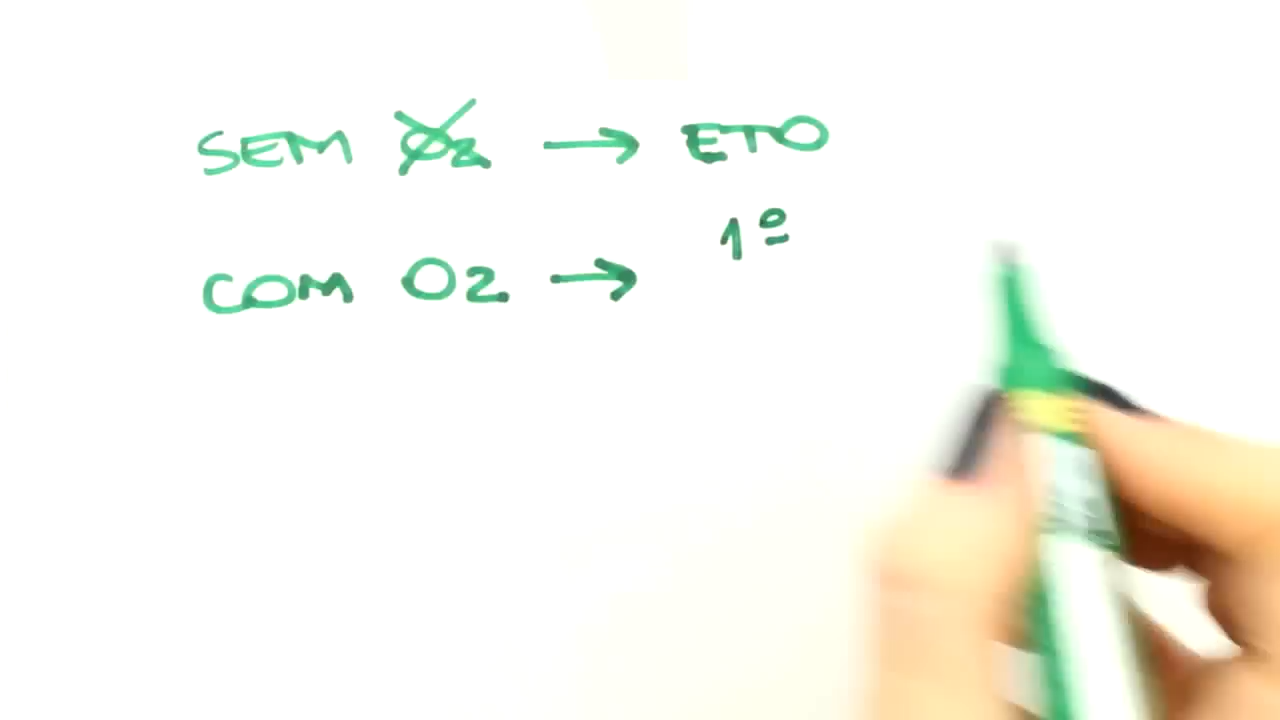 SEM O2 → ETO
1º
COM O2 →